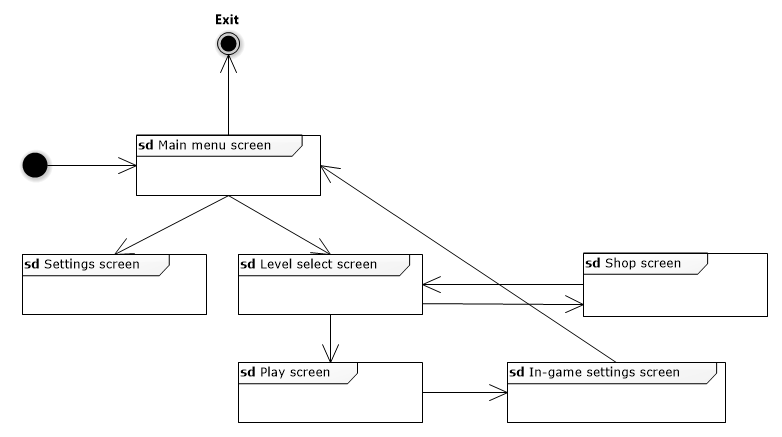 Exit
sd Main menu screen
sd Settings screen
sd Level select screen
sd Shop screen
sd Play screen
sd In-game settings screen